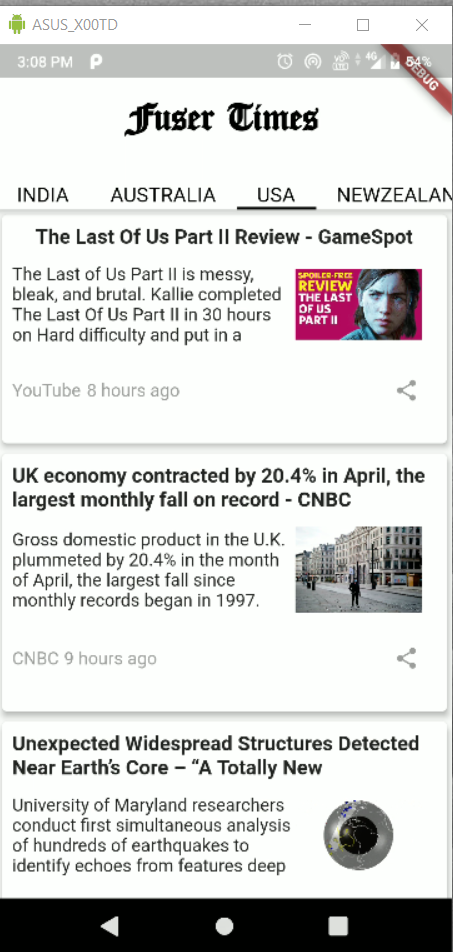 ASUS_X00TD
3:08 PM
VO
LTE
4G
54%
DEBUG
Fuser Times
INDIA AUSTRALIA USA NEWZEALAN
The Last Of Us Part II Review - GameSpot
The Last of Us Part II is messy,
bleak, and brutal. Kallie completed
The Last Of Us Part II in 30 hours
on Hard difficulty and put in a
SPOILER-FREE
REVIEW
THE LAST
OF US
PART II
YouTube 8 hours ago
UK economy contracted by 20.4% in April, the
largest monthly fall on record - CNBC
Gross domestic product in the U.K.
plummeted by 20.4% in the month
of April, the largest fall since
monthly records began in 1997.
CNBC 9 hours ago
Unexpected Widespread Structures Detected
Near Earth’s Core – “A Totally New
University of Maryland researchers
conduct first simultaneous analysis
of hundreds of earthquakes to
identify echoes from features deep